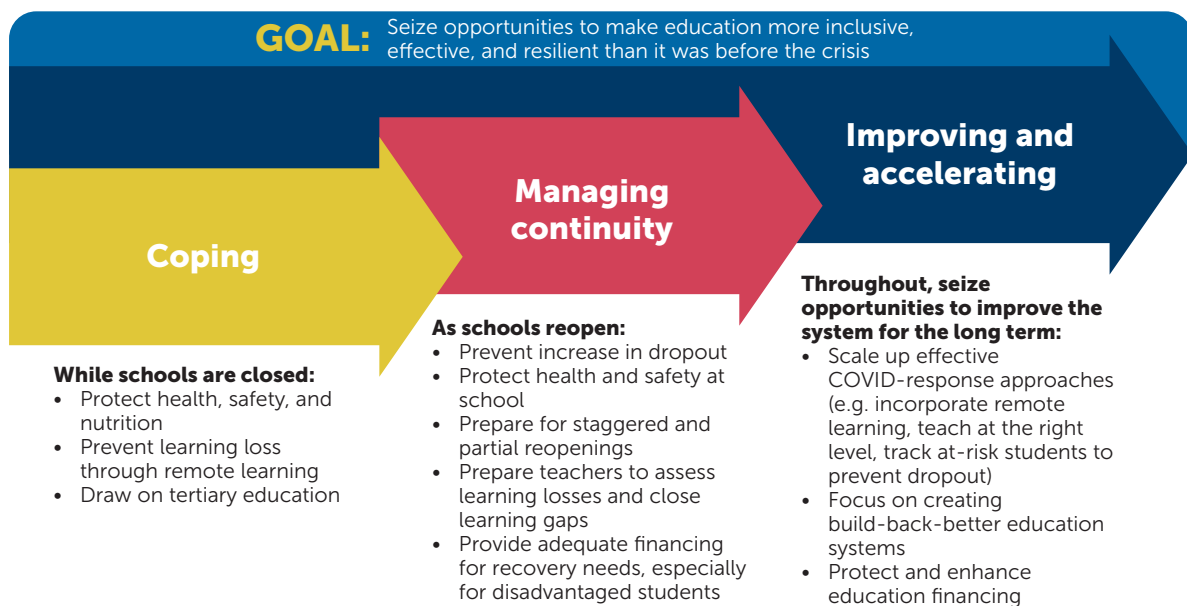 GOAL: Seize opportunities to make education more inclusive,
effective, and resilient than it was before the crisis
Coping
While schools are closed:
• Protect health, safety, and
nutrition
• Prevent learning loss
through remote learning
• Draw on tertiary education
Managing
continuity
As schools reopen:
• Prevent increase in dropout
• Protect health and safety at
school
• Prepare for staggered and
partial reopenings
• Prepare teachers to assess
learning losses and close
learning gaps
• Provide adequate financing
for recovery needs, especially
for disadvantaged students
Improving and
accelerating
Throughout, seize
opportunities to improve the
system for the long term:
• Scale up effective
COVID-response approaches
(e.g. incorporate remote
learning, teach at the right
level, track at-risk students to
prevent dropout)
• Focus on creating
build-back-better education
systems
• Protect and enhance
education financing